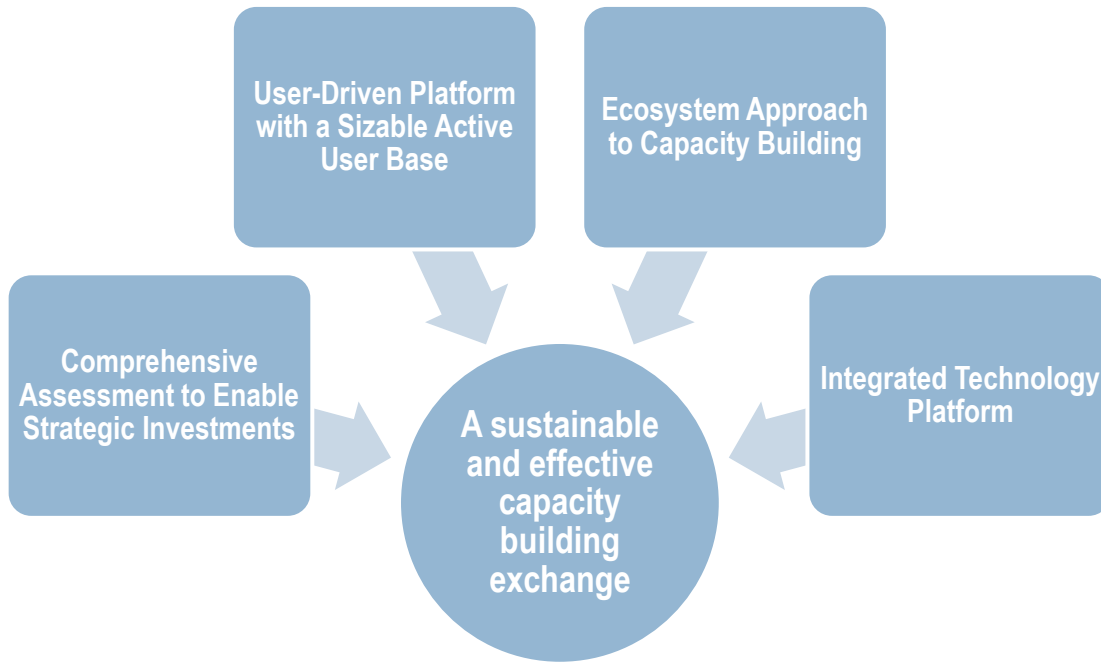 User-Driven Platform
with a Sizable Active
User Base
Ecosystem Approach
to Capacity Building
Comprehensive
Assessment to Enable
Strategic Investments
Integrated Technology
Platform
A sustainable
and effective
capacity
building
exchange